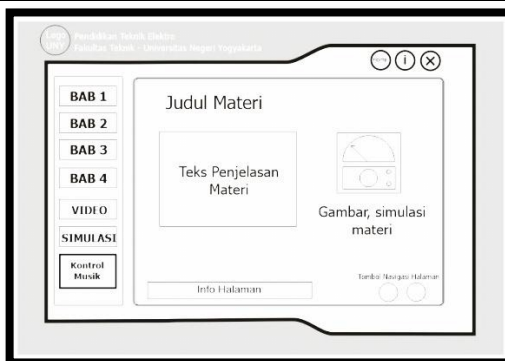 Logo
UNY
Pendidikan Teknik Elektro
Fakultas Teknik - Universitas Negeri Yogyakarta
i
X
BAB 1
BAB 2
BAB 3
BAB 4
VIDEO
SIMULASI
Kontrol
Musik
Judul Materi
Teks Penjelasan
Materi
Gambar, simulasi
materi
Info Halaman
Tombol Navigasi Halaman